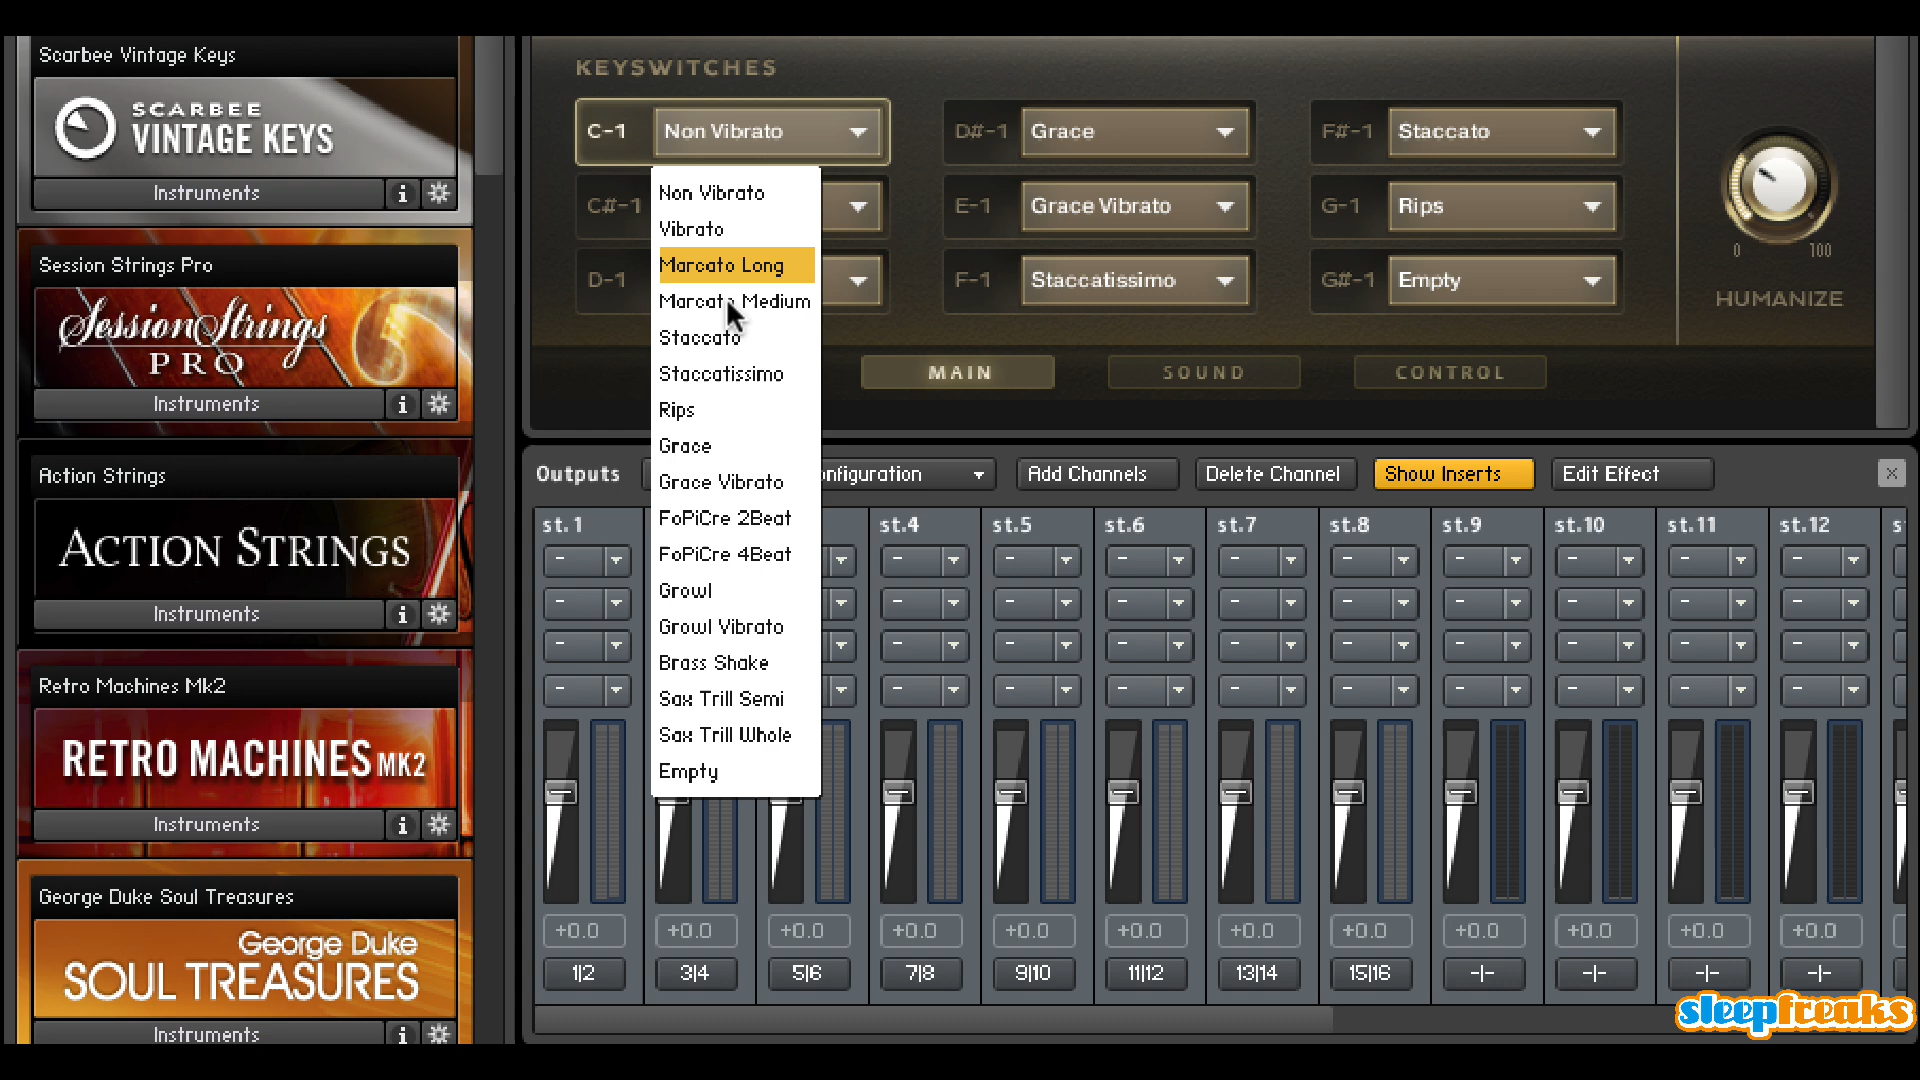 Scarbee Vintage Keys
SCARBEE
VINTAGE KEYS
Instruments
i
Session Strings Pro
Session Strings
PRO
Instruments
i
Action Strings
ACTION STRINGS
Instruments
i
Retro Machines Mk2
RETRO MACHINES MK2
Instruments
i
George Duke Soul Treasures
George Duke
SOUL TREASURES
Instruments
i
KEYSWITCHES
C-1 Non Vibrato
D#-1 Grace
F#-1 Staccato
C#-1
E-1 Grace Vibrato
G-1 Rips
D-1
F-1 Staccatissimo
G#-1 Empty
0 100
HUMANIZE
MAIN SOUND CONTROL
Non Vibrato
Vibrato
Marcato Long
Marcato Medium
Staccato
Staccatissimo
Rips
Grace
Grace Vibrato
FoPiCre 2Beat
FoPiCre 4Beat
Growl
Growl Vibrato
Brass Shake
Sax Trill Semi
Sax Trill Whole
Empty
Outputs onfiguration Add Channels Delete Channel Show Inserts Edit Effect x
st.1 st.4 st.5 st.6 st.7 st.8 st.9 st.10 st.11 st.12 s
- - - - - - - - - -
- - - - - - - - - -
- - - - - - - - - -
- - - - - - - - - -
+0.0 +0.0 +0.0 +0.0 +0.0 +0.0 +0.0 +0.0 +0.0 +0.0 +0.0 +0.0
1|2 3|4 5|6 7|8 9|10 11|12 13|14 15|16 -|- -|- -|- -|-
sleepfreaks